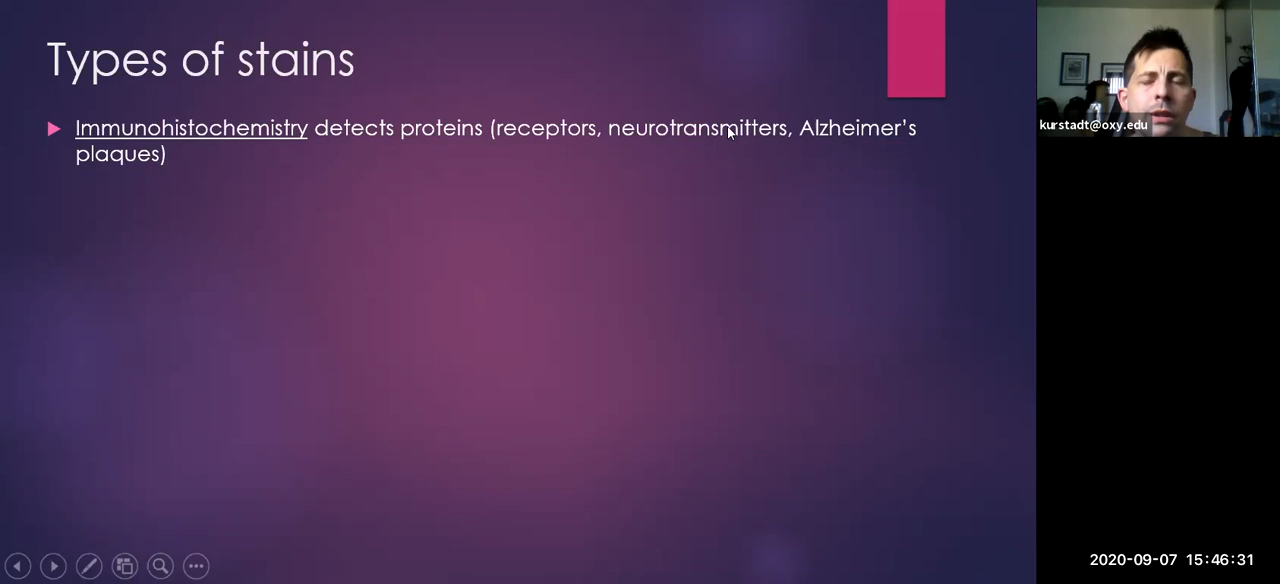 Types of stains
Immunohistochemistry detects proteins (receptors, neurotransmitters, Alzheimer’s
plaques)
kurstadt@oxy.edu
2020-09-07 15:46:31